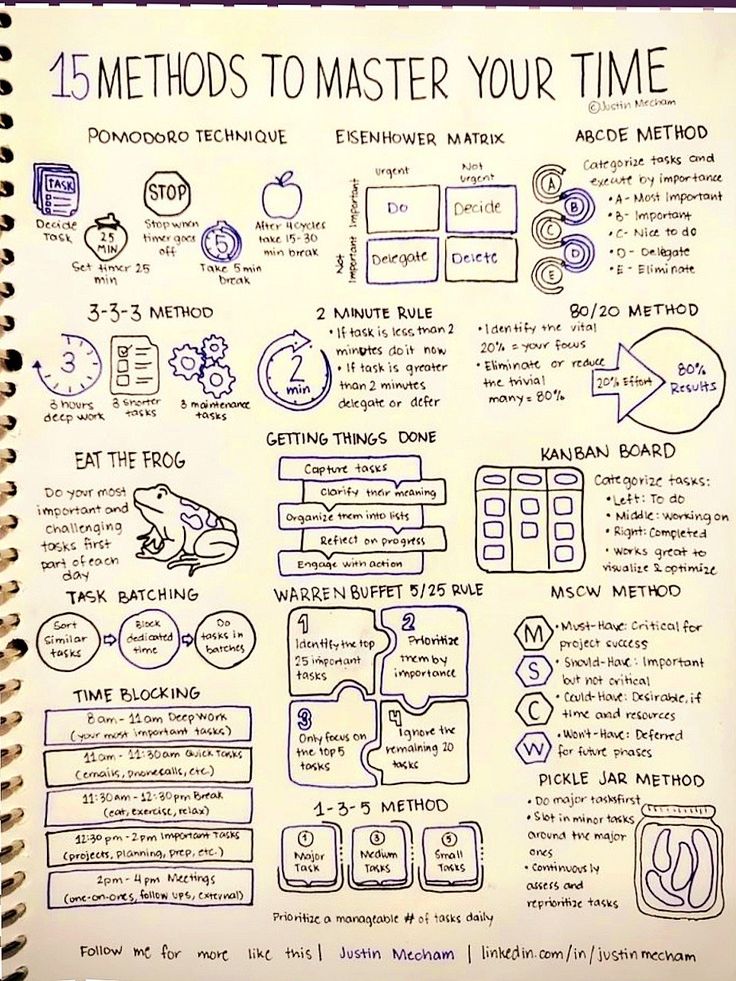 15 METHODS TO MASTER YOUR TIME
©Justin Mecham
POMODORO TECHNIQUE
TASK
Decide
Task
25
MIN
Set timer 25
min
STOP
Stop when
timer goes
off
5
Take 5 min
break
After 4 cycles
take 15-30
min break
EISENHOWER MATRIX
urgent
Not
urgent
Important
Not
Important
Do
Decide
Delegate
Delete
ABCDE METHOD
Categorize tasks and
execute by importance
A
B
C
D
E
• A- Most Important
• B- Important
• C- Nice to do
• D- Delegate
• E- Eliminate
3-3-3 METHOD
3
3 hours
deep work
3 shorter
tasks
3 maintenance
tasks
2 MINUTE RULE
2
min
• If task is less than 2
minutes do it now
• If task is greater
than 2 minutes
delegate or defer
80/20 METHOD
• Identify the vital
20% = your focus
• Eliminate or reduce
the trivial
many = 80%
20% Effort
80%
Results
EAT THE FROG
Do your most
important and
challenging
tasks first
part of each
day
GETTING THINGS DONE
Capture tasks
Clarify their meaning
Organize them into lists
Reflect on progress
Engage with action
KANBAN BOARD
Categorize tasks:
• Left: To do
• Middle: Working on
• Right: Completed
• Works great to
visualize & optimize
TASK BATCHING
Sort
Similar
tasks
Block
dedicated
time
Do
tasks in
batches
WARREN BUFFET 5/25 RULE
1
Identify the top
25 important
tasks
2
Prioritize
them by
importance
3
Only focus on
the top 5
tasks
4
Ignore the
remaining 20
tasks
MSCW METHOD
M
• Must-Have: Critical for
project success
S
• Should-Have: Important
but not critical
C
• Could-Have: Desirable, if
time and resources
W
• Won't-Have: Deferred
for future phases
TIME BLOCKING
8am - 11am Deep Work
(your most important tasks)
11am - 11:30am Quick Tasks
(emails, phonecalls, etc.)
11:30am - 12:30pm Break
(eat, exercise, relax)
12:30 pm - 2pm Important Tasks
(projects, planning, prep, etc.)
2pm - 4 pm Meetings
(one-on-ones, follow ups, external)
1-3-5 METHOD
1
Major
Task
3
Medium
Tasks
5
Small
Tasks
Prioritize a manageable # of tasks daily
PICKLE JAR METHOD
• Do major tasks first
• Slot in minor tasks
around the major
ones
• Continuously
assess and
reprioritize tasks
Follow me for more like this | Justin Mecham | linkedin.com/in/justinmecham